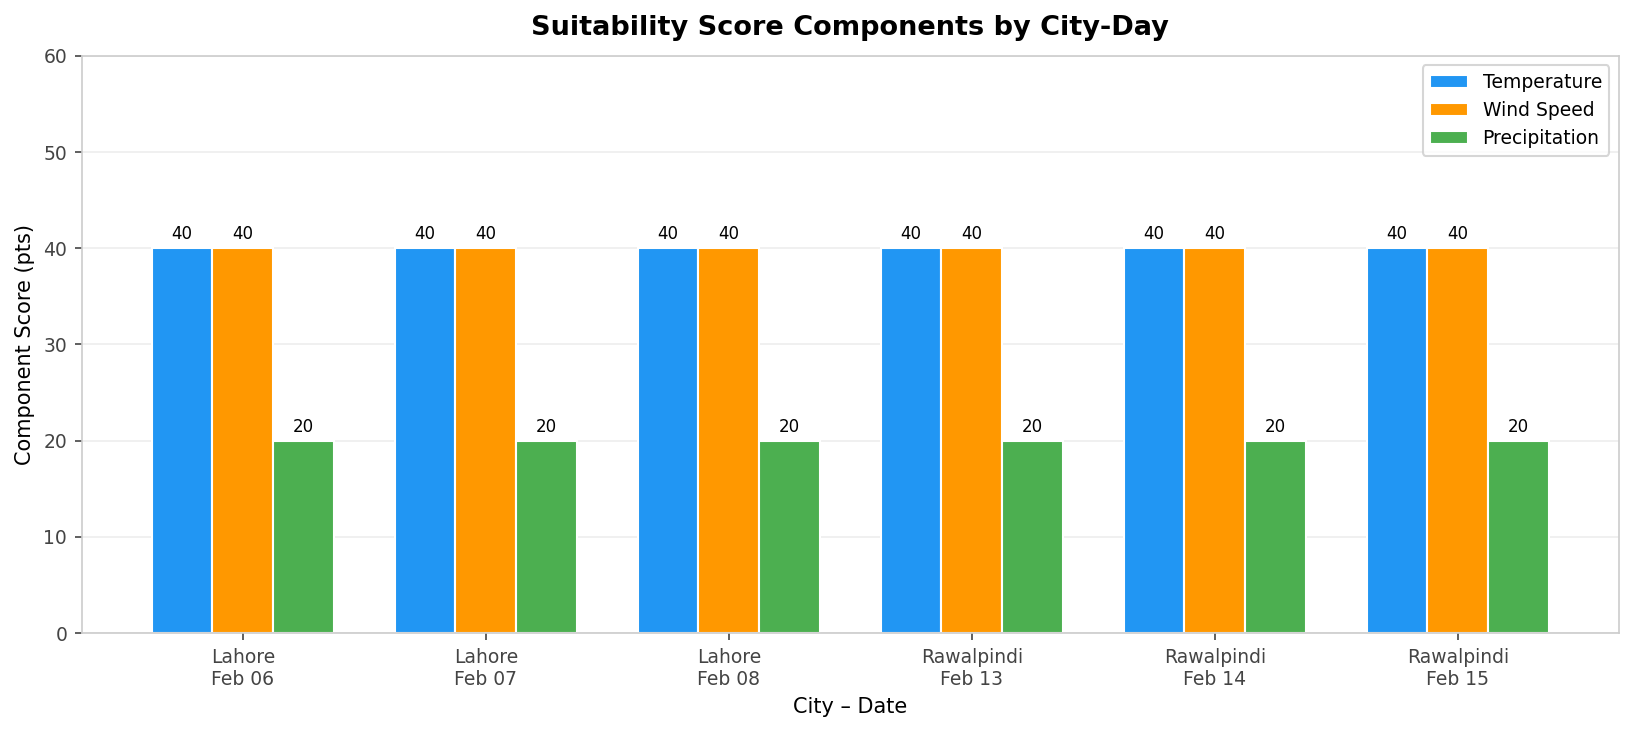 Suitability Score Components by City-Day
Component Score (pts)
60
50
40
30
20
10
0
Temperature
Wind Speed
Precipitation
40 40 20
40 40 20
40 40 20
40 40 20
40 40 20
40 40 20
Lahore
Feb 06
Lahore
Feb 07
Lahore
Feb 08
Rawalpindi
Feb 13
Rawalpindi
Feb 14
Rawalpindi
Feb 15
City – Date